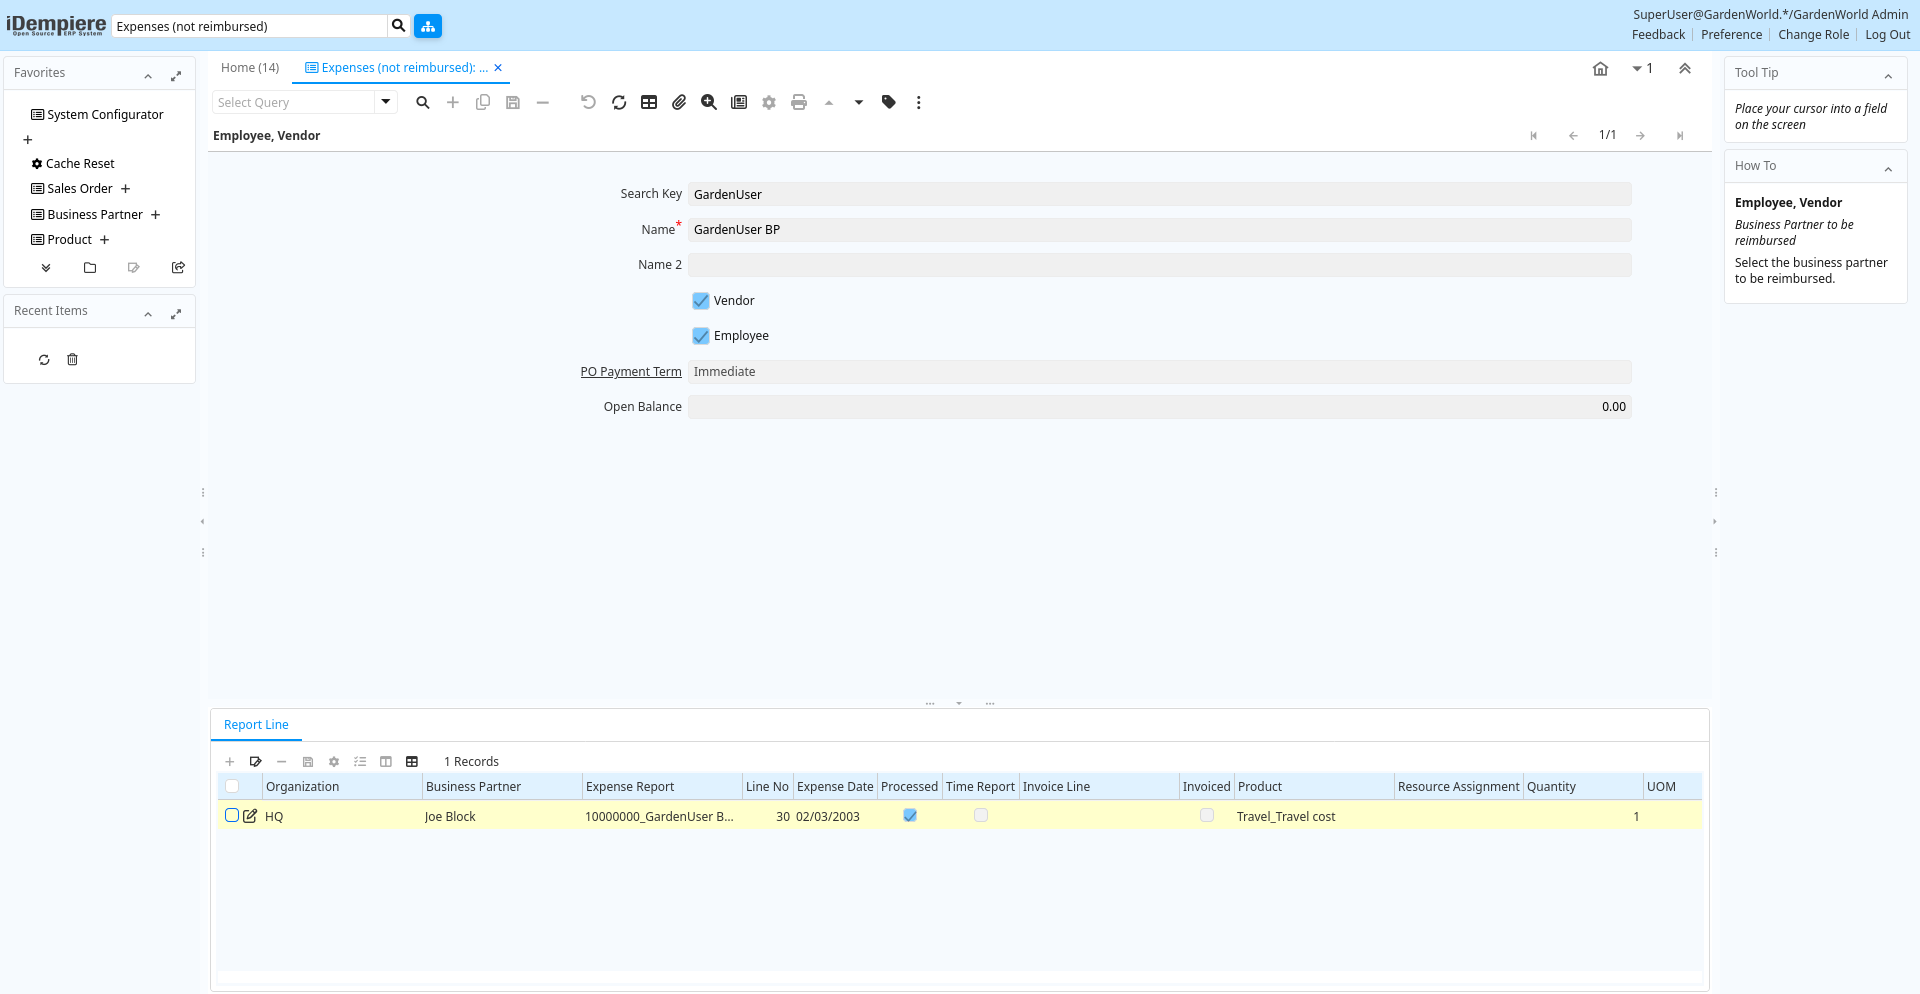 iDempiere
Open Source ERP System
Expenses (not reimbursed)
SuperUser@GardenWorld.*/GardenWorld Admin
Feedback
Preference
Change Role
Log Out
Favorites
System Configurator
Cache Reset
Sales Order
Business Partner
Product
Recent Items
Home (14)
Expenses (not reimbursed): ...
1
Select Query
Employee, Vendor
1/1
Search Key GardenUser
Name* GardenUser BP
Name 2
Vendor
Employee
PO Payment Term Immediate
Open Balance 0.00
Report Line
1 Records
Organization Business Partner Expense Report Line No Expense Date Processed Time Report Invoice Line Invoiced Product Resource Assignment Quantity UOM
HQ Joe Block 10000000_GardenUser B... 30 02/03/2003 Travel_Travel cost 1
Tool Tip
Place your cursor into a field
on the screen
How To
Employee, Vendor
Business Partner to be
reimbursed
Select the business partner
to be reimbursed.